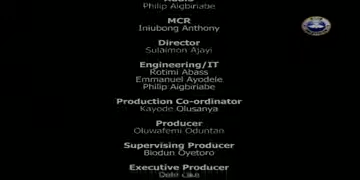 Audio
Philip Aigbiriabe
MCR
Iniubong Anthony
Director
Sulaimon Ajayi
Engineering/IT
Rotimi Abass
Emmanuel Ayodele
Philip Aigbiriabe
Production Co-ordinator
Kayode Olusanya
Producer
Oluwafemi Oduntan
Supervising Producer
Biodun Oyetoro
Executive Producer